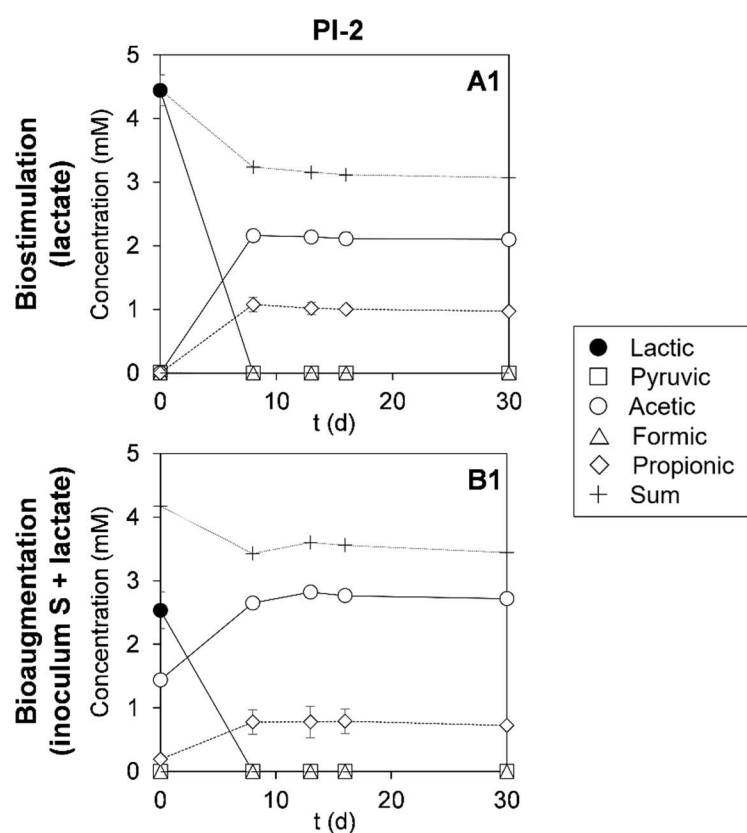 PI-2
Biostimulation
(lactate)
Concentration (mM)
5
4
3
2
1
0
A1
0
10
20
30
t (d)
Bioaugmentation
(inoculum S + lactate)
Concentration (mM)
5
4
3
2
1
0
B1
0
10
20
30
t (d)
Lactic
Pyruvic
Acetic
Formic
Propionic
Sum